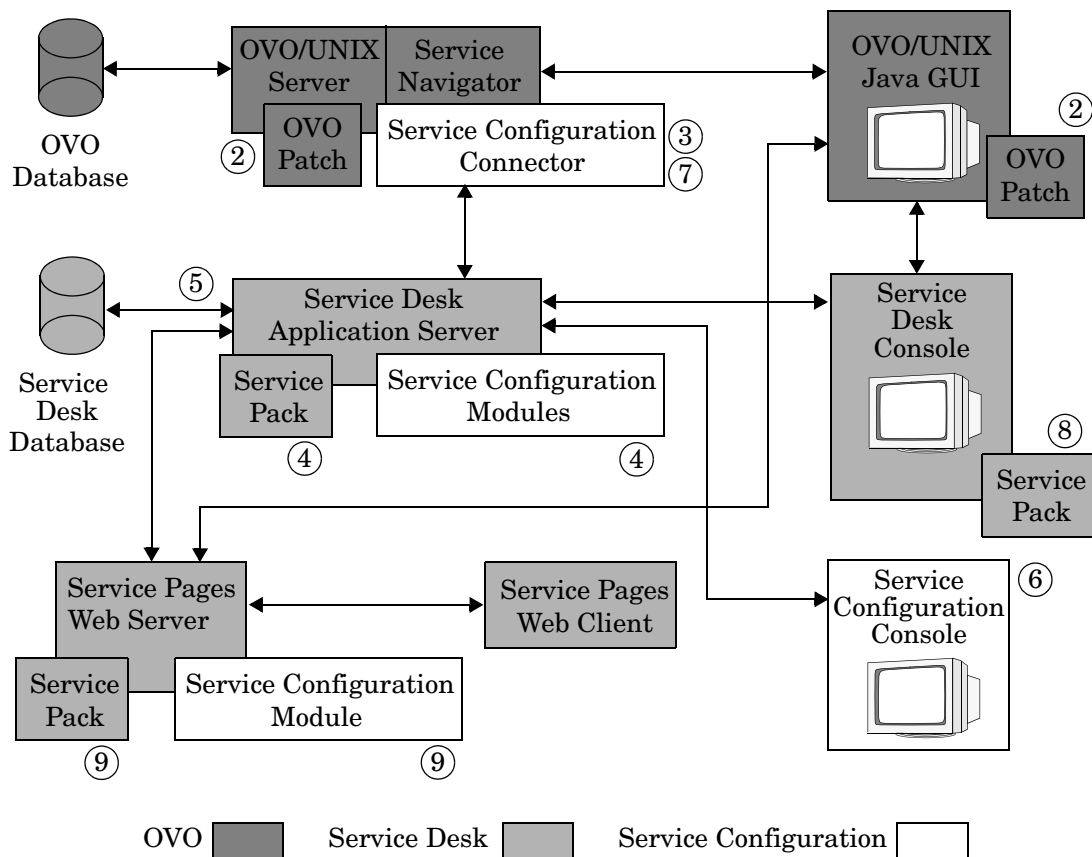 OVO/UNIX
Server
Service
Navigator
OVO/UNIX
Java GUI
OVO
Database
②
OVO
Patch
Service Configuration
Connector
③
⑦
②
OVO
Patch
⑤
Service Desk
Application Server
Service
Desk
Console
Service
Desk
Database
Service
Pack
Service Configuration
Modules
④
④
⑧
Service
Pack
Service Pages
Web Server
Service Pages
Web Client
Service
Configuration
Console
⑥
Service
Pack
Service Configuration
Module
⑨
⑨
OVO
Service Desk
Service Configuration